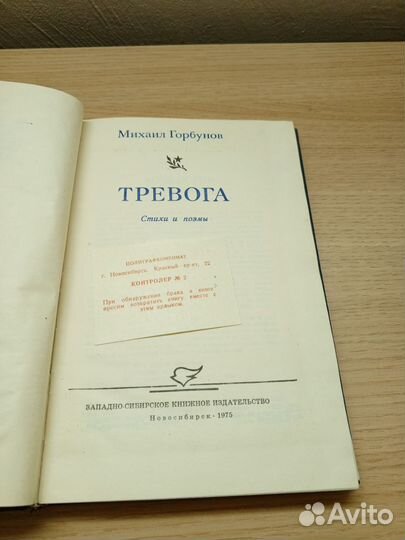 Михаил Горбунов
ТРЕВОГА
Стихи и поэмы
ПОЛИГРАФКОМБИНАТ
г. Новосибирск, Красный пр-кт, 22
КОНТРОЛЕР № 2
При обнаружении брака в книге
просим возвратить книгу вместе с
этим ярлыком.
ЗАПАДНО-СИБИРСКОЕ КНИЖНОЕ ИЗДАТЕЛЬСТВО
Новосибирск · 1975
Avito